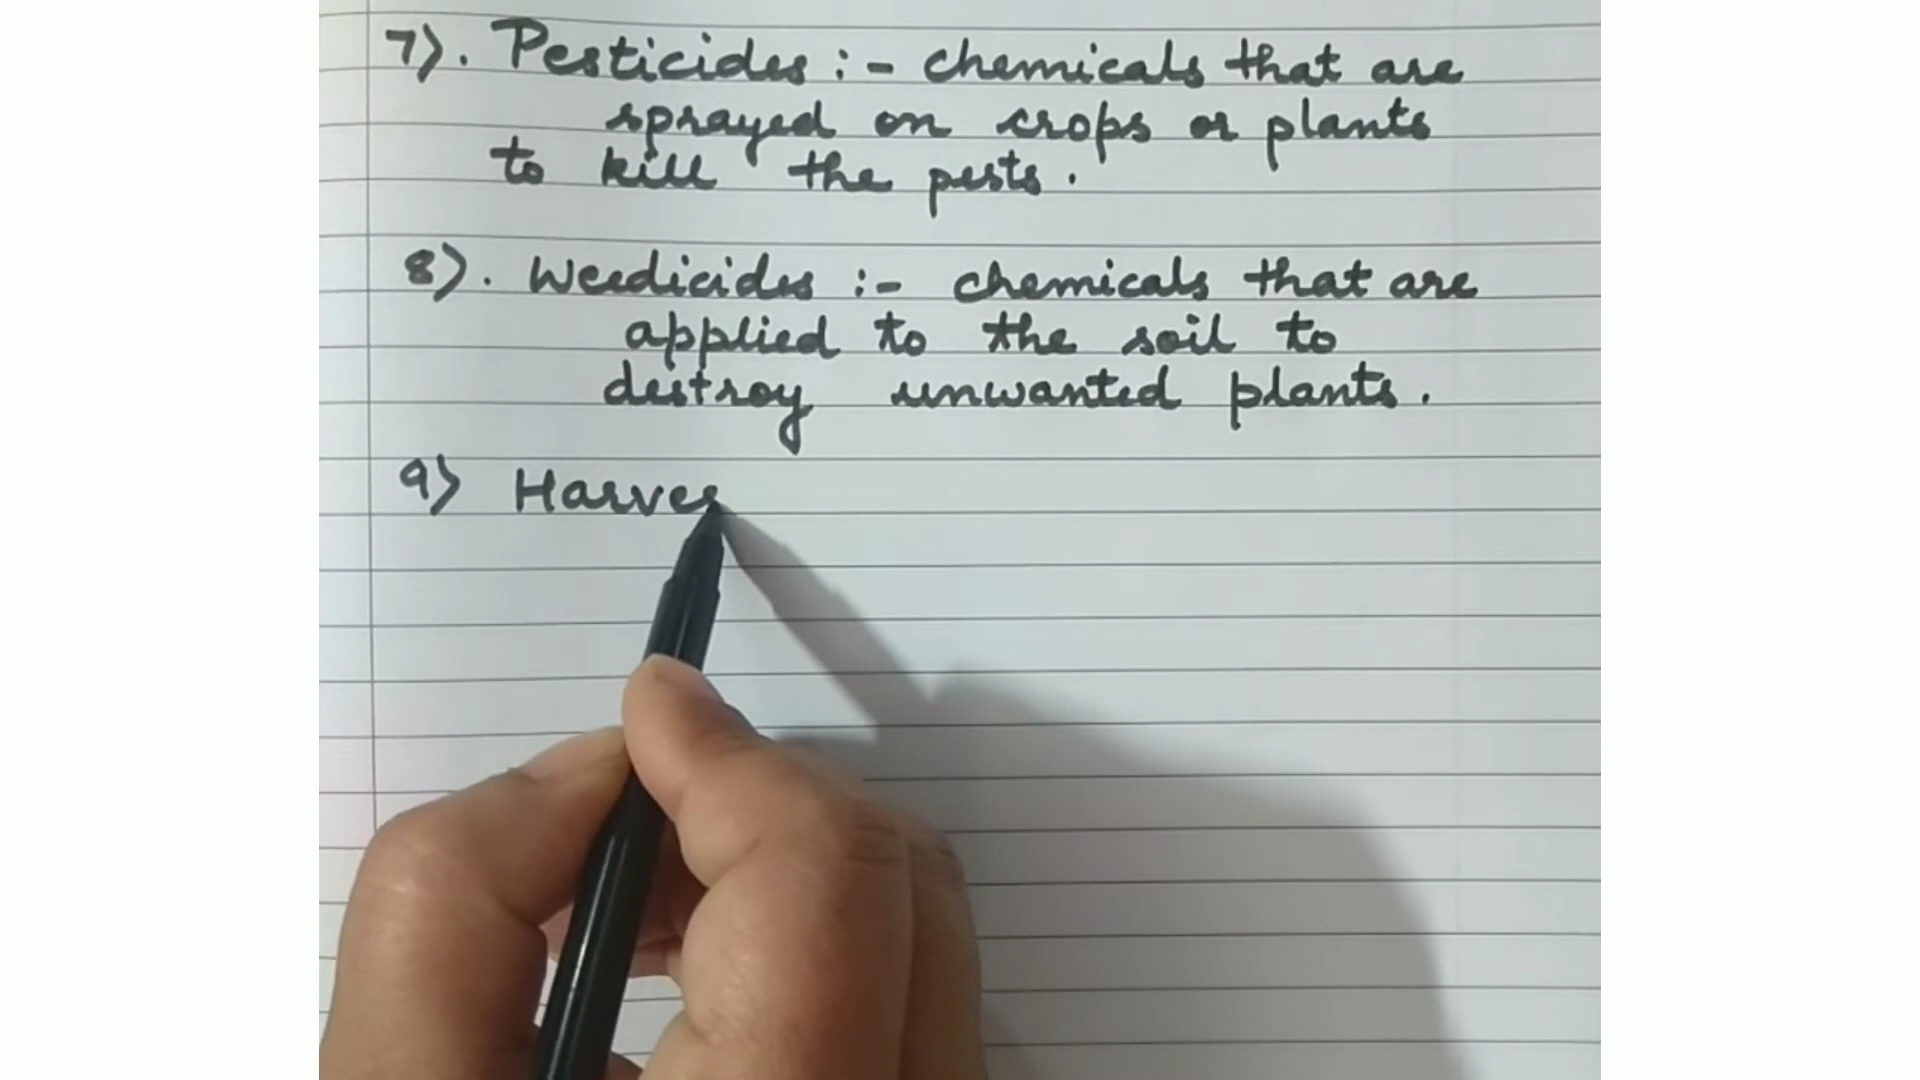 7). Pesticides :- chemicals that are
sprayed on crops or plants
to kill the pests.
8). Weedicides :- chemicals that are
applied to the soil to
destroy unwanted plants.
9) Harves